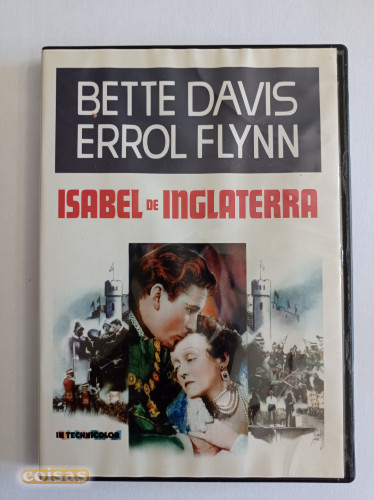 BETTE DAVIS
ERROL FLYNN
ISABEL DE INGLATERRA
IN TECHNICOLOR
coisas